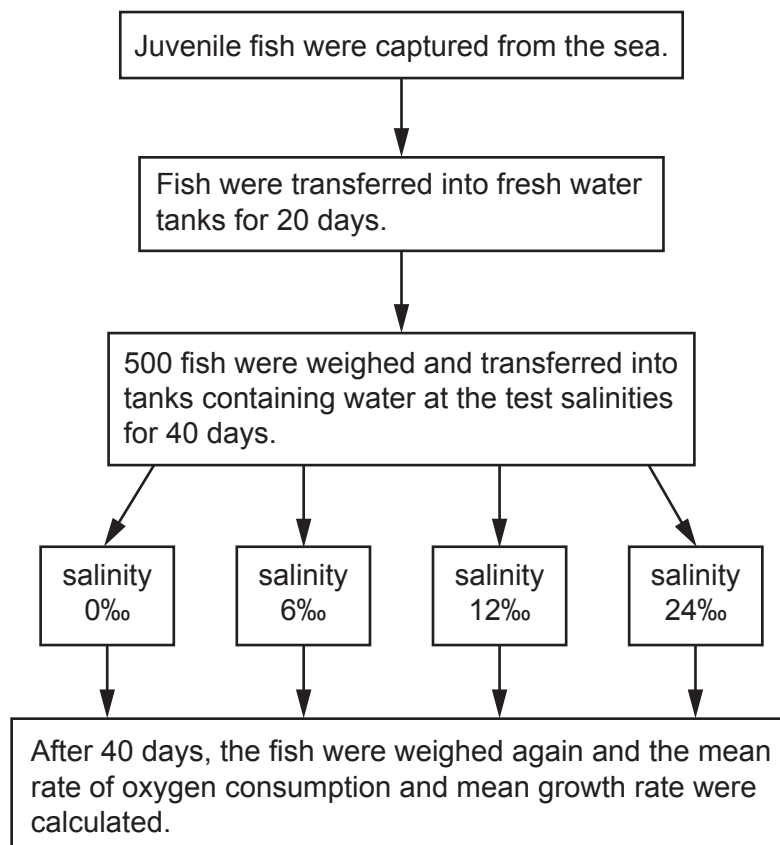 Juvenile fish were captured from the sea.
Fish were transferred into fresh water
tanks for 20 days.
500 fish were weighed and transferred into
tanks containing water at the test salinities
for 40 days.
salinity
0‰
salinity
6‰
salinity
12‰
salinity
24‰
After 40 days, the fish were weighed again and the mean
rate of oxygen consumption and mean growth rate were
calculated.